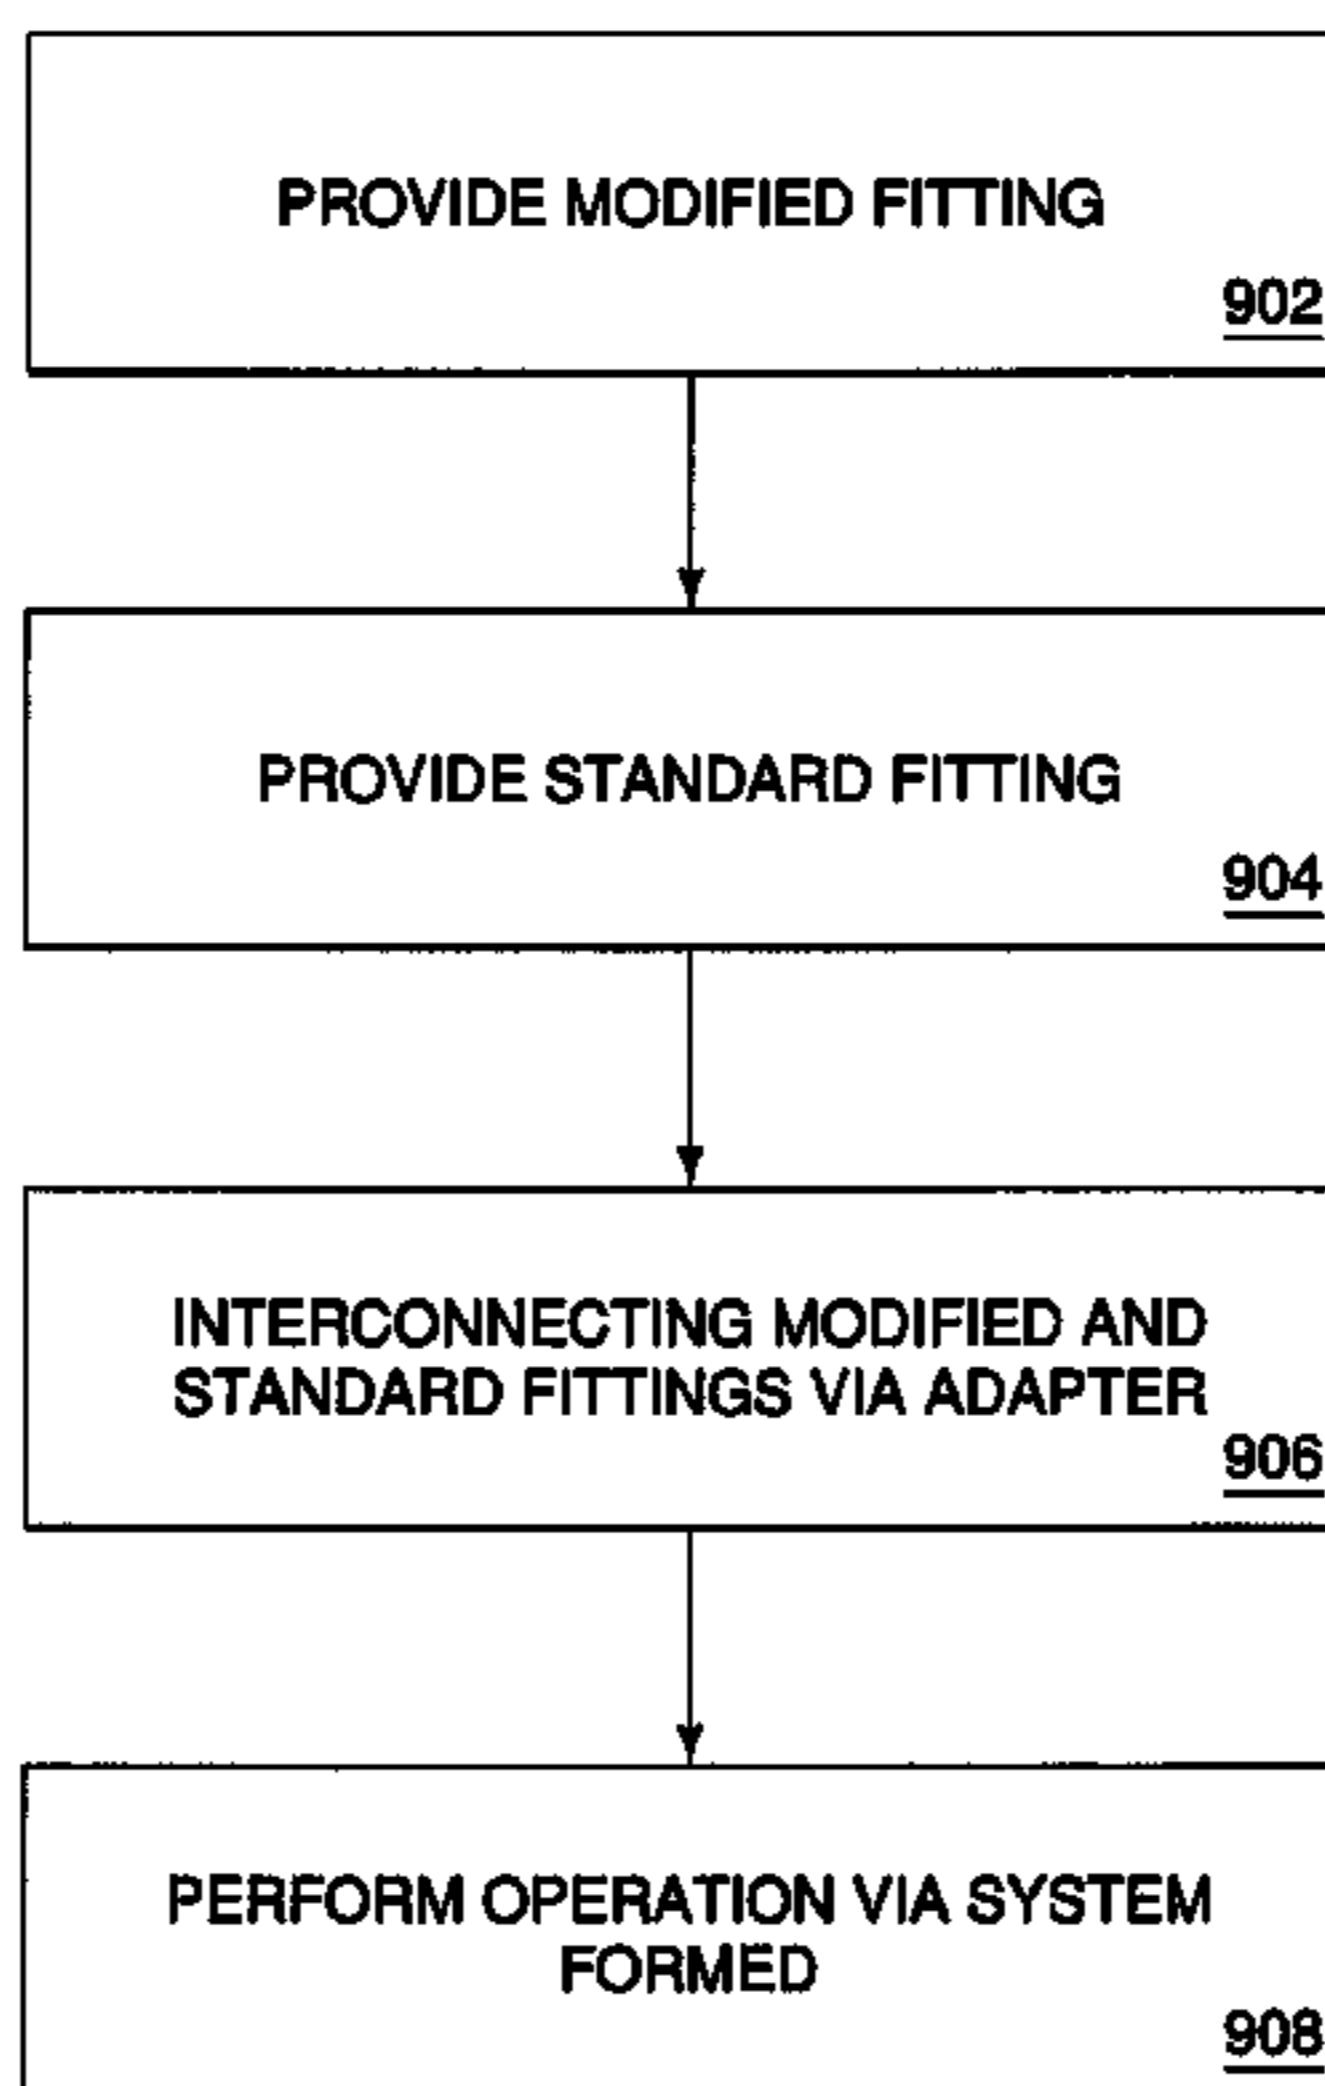 PROVIDE MODIFIED FITTING
902
PROVIDE STANDARD FITTING
904
INTERCONNECTING MODIFIED AND
STANDARD FITTINGS VIA ADAPTER
906
PERFORM OPERATION VIA SYSTEM
FORMED
908